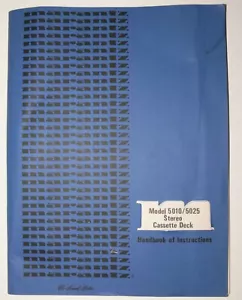 Model 5010/5025
Stereo
Cassette Deck
Handbook of Instructions